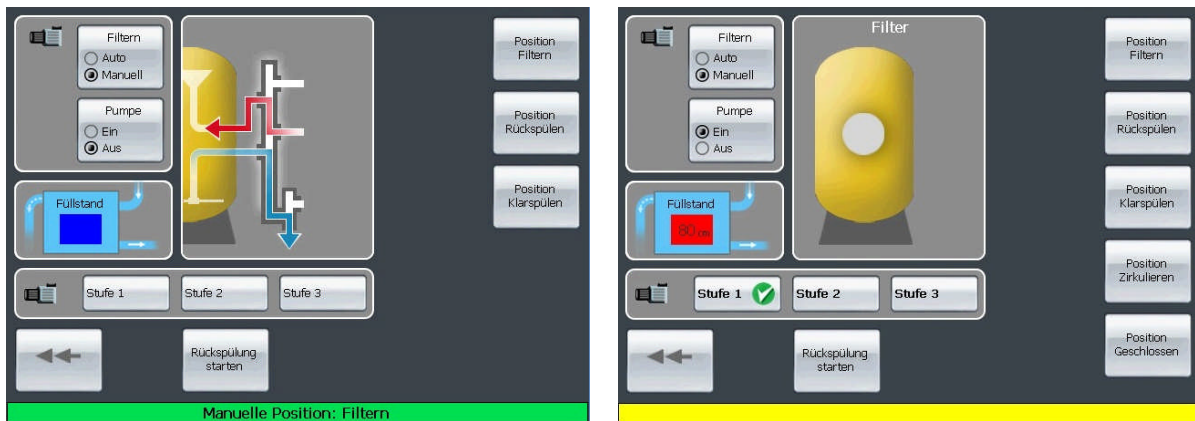 Filtern
Auto
Manuell
Pumpe
Ein
Aus
Füllstand
Stufe 1
Stufe 2
Stufe 3
Rückspülung
starten
Position
Filtern
Position
Rückspülen
Position
Klarspülen
Manuelle Position: Filtern
Filtern
Auto
Manuell
Pumpe
Ein
Aus
Filter
Füllstand
80 cm
Stufe 1
Stufe 2
Stufe 3
Rückspülung
starten
Position
Filtern
Position
Rückspülen
Position
Klarspülen
Position
Zirkulieren
Position
Geschlossen